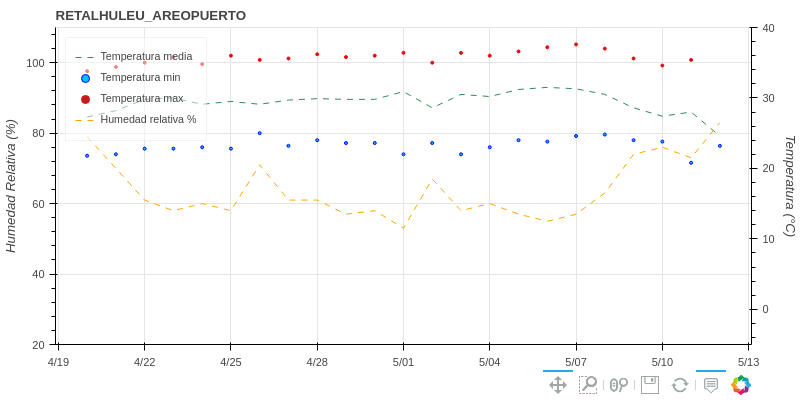 RETALHULEU_AREOPUERTO
Temperatura media
Temperatura min
Temperatura max
Humedad relativa %
Humedad Relativa (%)
100
80
60
40
20
Temperatura (°C)
40
30
20
10
0
4/19 4/22 4/25 4/28 5/01 5/04 5/07 5/10 5/13